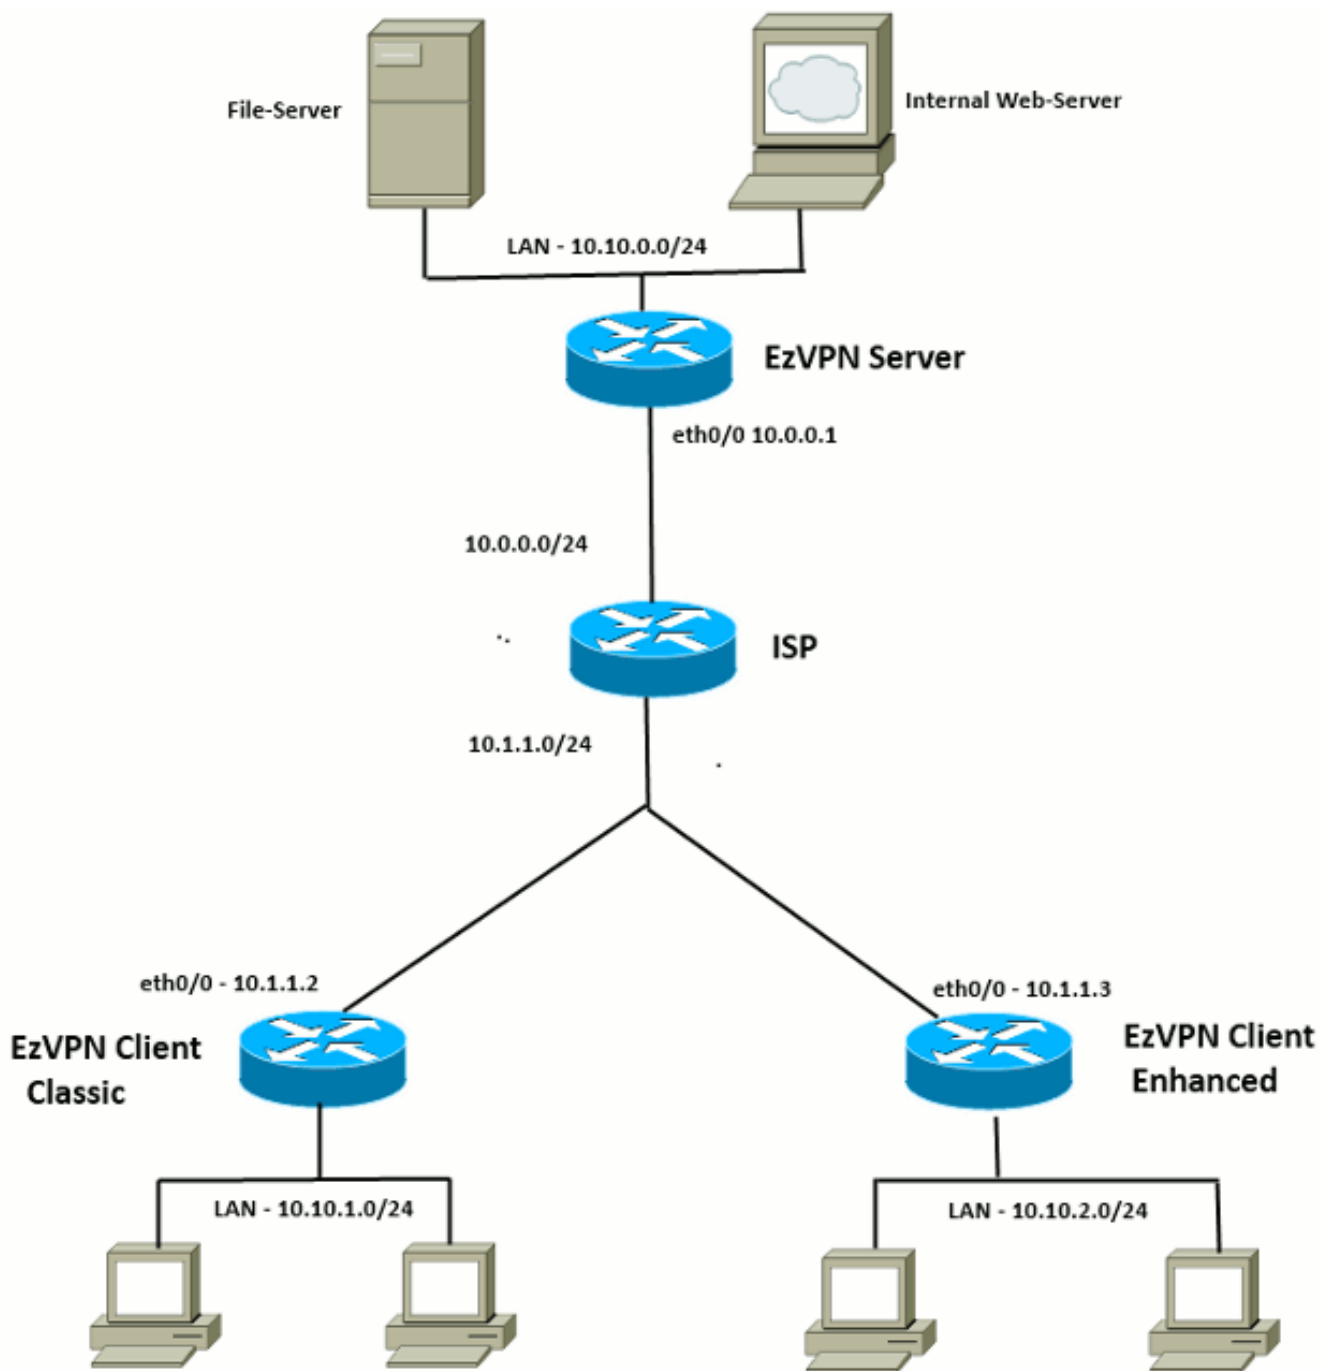 File-Server
Internal Web-Server
LAN - 10.10.0.0/24
EzVPN Server
eth0/0 10.0.0.1
10.0.0.0/24
ISP
10.1.1.0/24
eth0/0 - 10.1.1.2
eth0/0 - 10.1.1.3
EzVPN Client
Classic
EzVPN Client
Enhanced
LAN - 10.10.1.0/24
LAN - 10.10.2.0/24